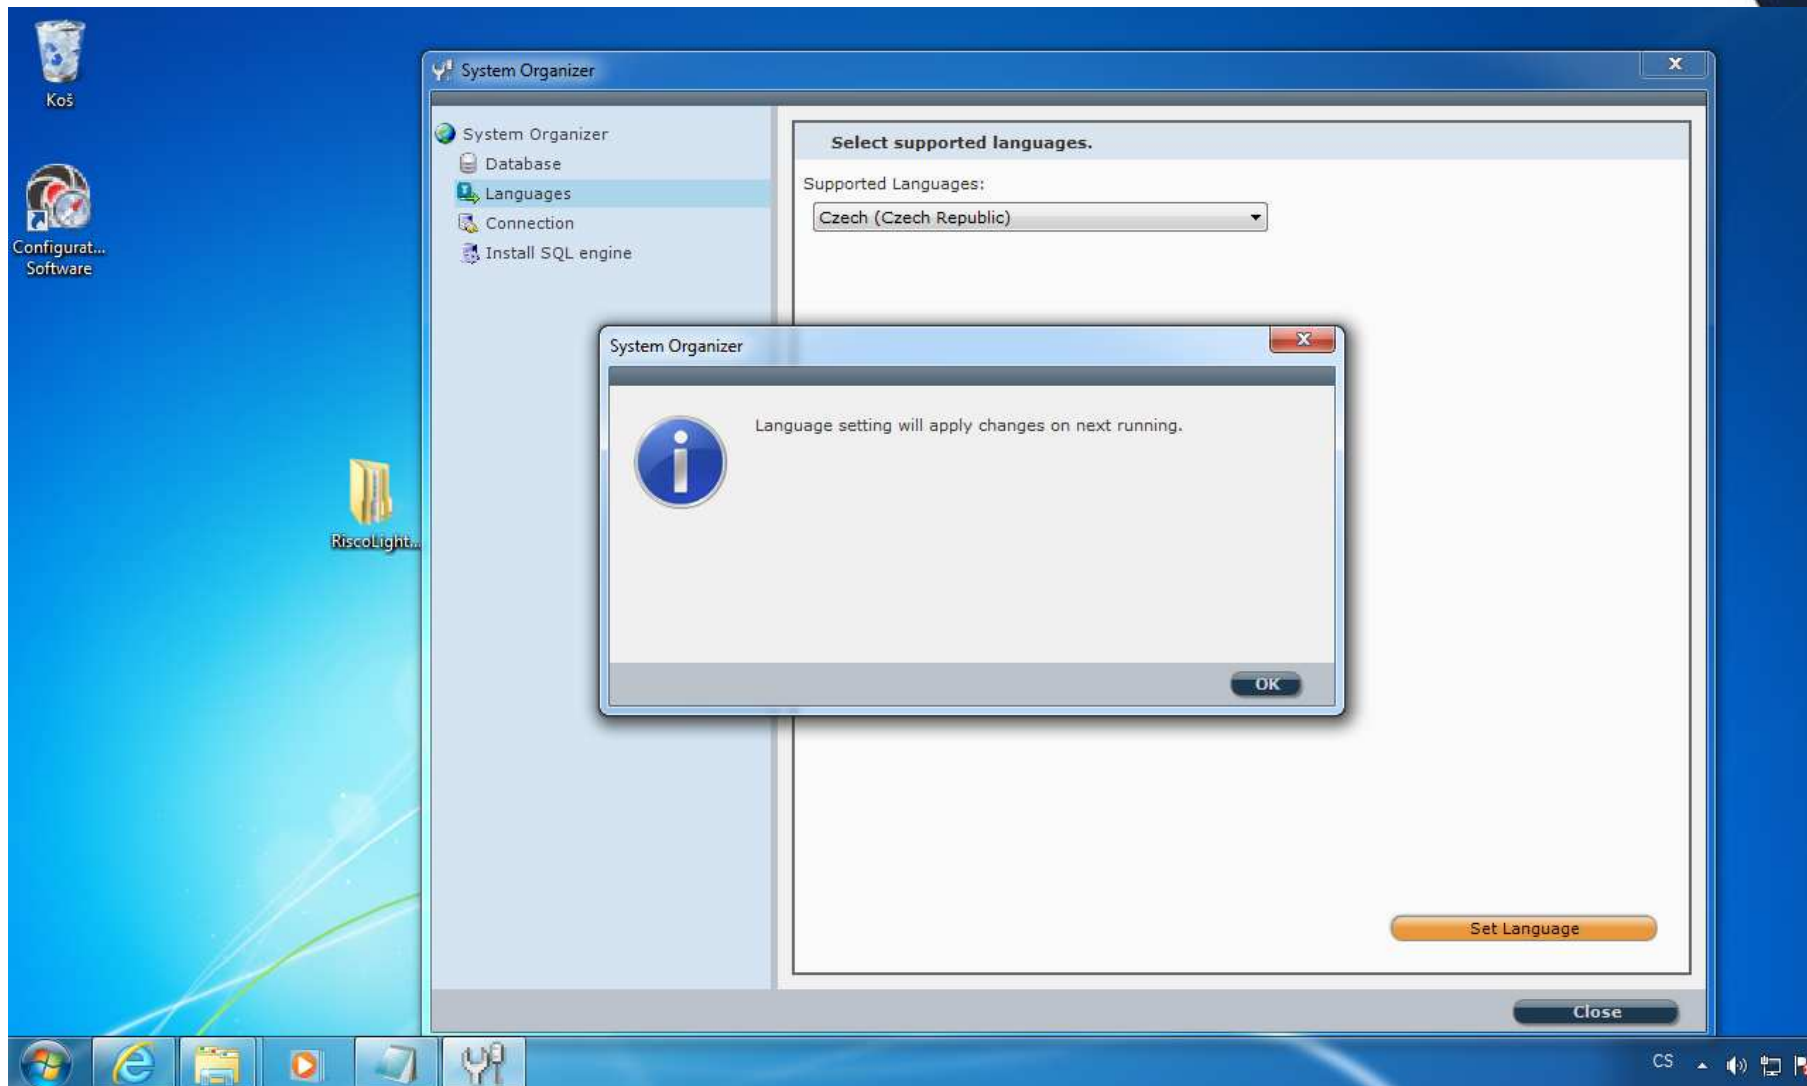 Koš
Configurat...
Software
RiscoLight...
System Organizer
System Organizer
Database
Languages
Connection
Install SQL engine
Select supported languages.
Supported Languages:
Czech (Czech Republic)
System Organizer
Language setting will apply changes on next running.
OK
Set Language
Close
CS